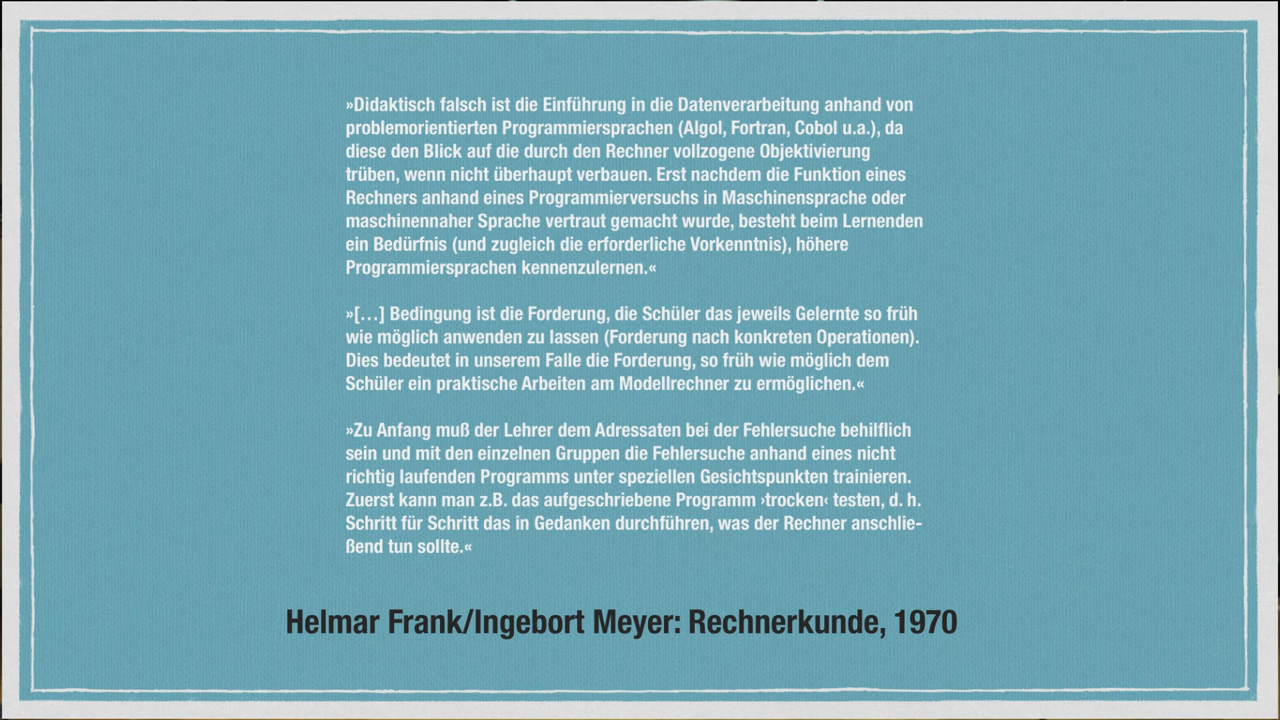 »Didaktisch falsch ist die Einführung in die Datenverarbeitung anhand von
problemorientierten Programmiersprachen (Algol, Fortran, Cobol u.a.), da
diese den Blick auf die durch den Rechner vollzogene Objektivierung
trüben, wenn nicht überhaupt verbauen. Erst nachdem die Funktion eines
Rechners anhand eines Programmierversuchs in Maschinensprache oder
maschinennaher Sprache vertraut gemacht wurde, besteht beim Lernenden
ein Bedürfnis (und zugleich die erforderliche Vorkenntnis), höhere
Programmiersprachen kennenzulernen.«
»[…] Bedingung ist die Forderung, die Schüler das jeweils Gelernte so früh
wie möglich anwenden zu lassen (Forderung nach konkreten Operationen).
Dies bedeutet in unserem Falle die Forderung, so früh wie möglich dem
Schüler ein praktische Arbeiten am Modellrechner zu ermöglichen.«
»Zu Anfang muß der Lehrer dem Adressaten bei der Fehlersuche behilflich
sein und mit den einzelnen Gruppen die Fehlersuche anhand eines nicht
richtig laufenden Programms unter speziellen Gesichtspunkten trainieren.
Zuerst kann man z.B. das aufgeschriebene Programm ›trocken‹ testen, d. h.
Schritt für Schritt das in Gedanken durchführen, was der Rechner anschlie-
ßend tun sollte.«
Helmar Frank/Ingebort Meyer: Rechnerkunde, 1970